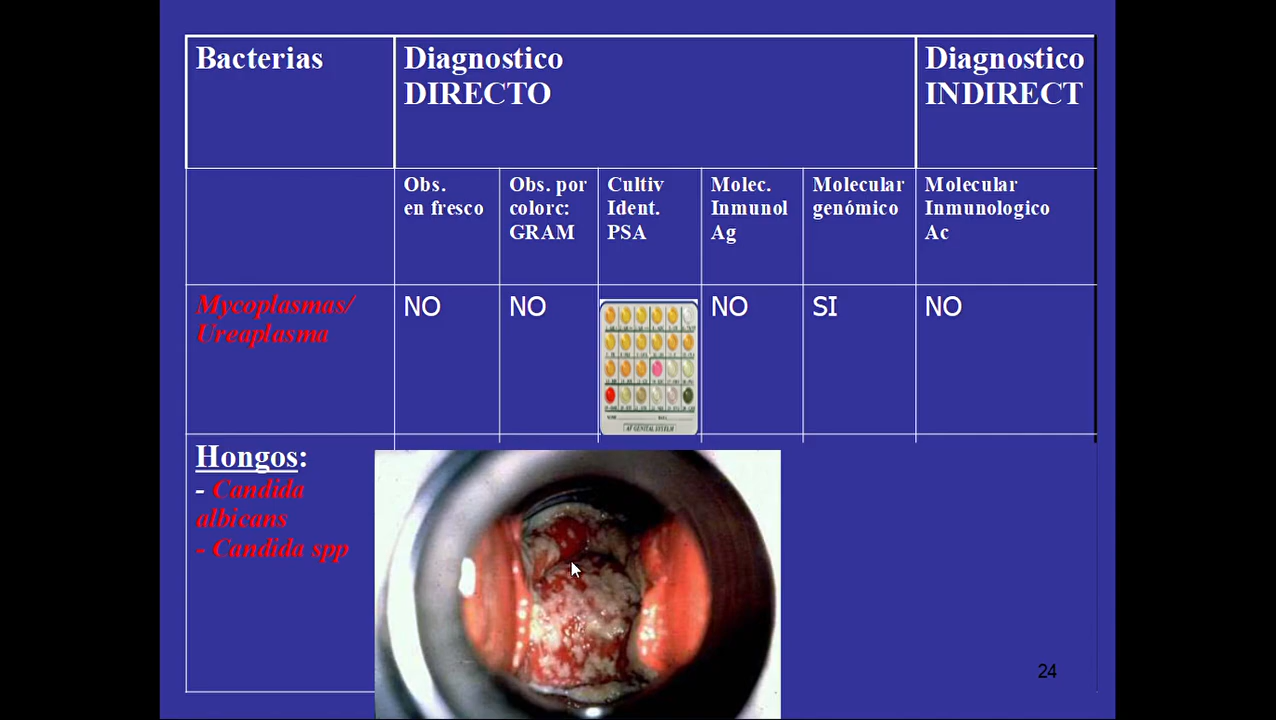 Bacterias
Diagnostico
DIRECTO
Diagnostico
INDIRECT
Obs.
en fresco
Obs. por
colorc:
GRAM
Cultiv
Ident.
PSA
Molec.
Inmunol
Ag
Molecular
genómico
Molecular
Inmunologico
Ac
Mycoplasmas/
Ureaplasma
NO
NO
NO
SI
NO
Hongos:
- Candida
albicans
- Candida spp
24